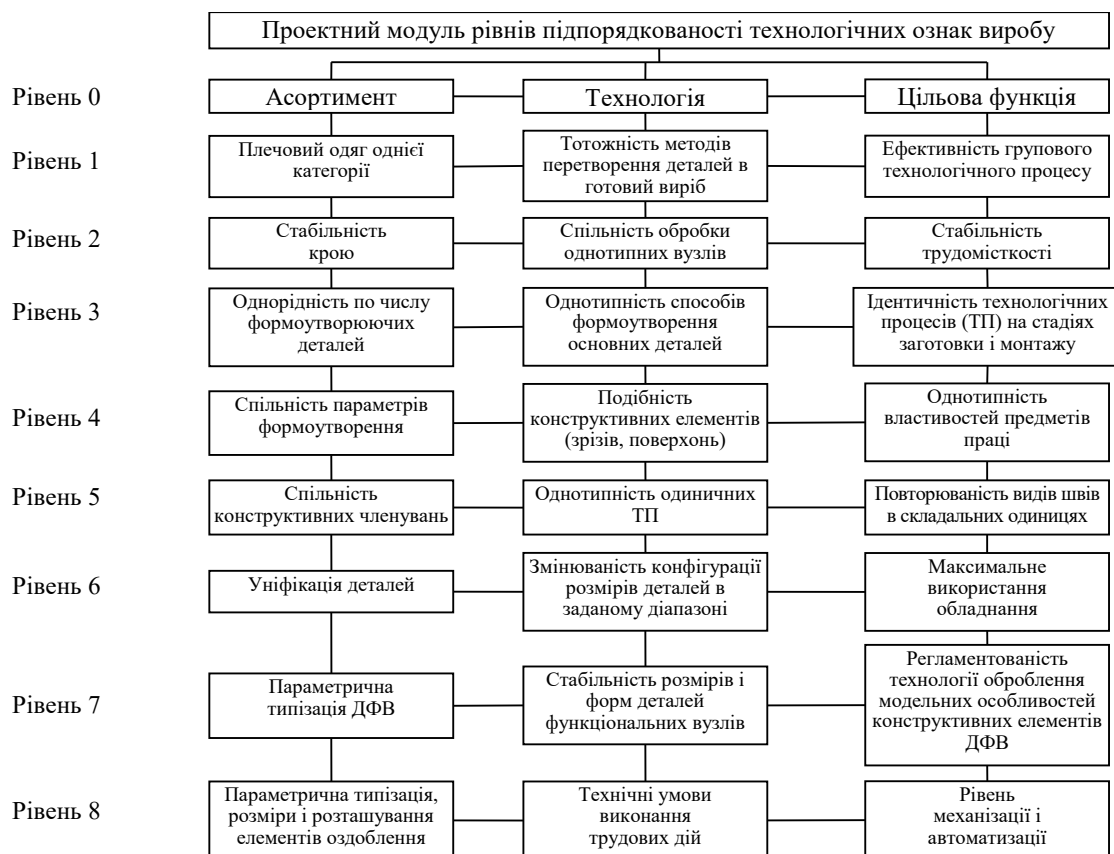 Проектний модуль рівнів підпорядкованості технологічних ознак виробу
Рівень 0
Асортимент
Технологія
Цільова функція
Рівень 1
Плечовий одяг однієї
категорії
Тотожність методів
перетворення деталей в
готовий виріб
Ефективність групового
технологічного процесу
Рівень 2
Стабільність
крою
Спільність обробки
однотипних вузлів
Стабільність
трудомісткості
Рівень 3
Однорідність по числу
формоутворюючих
деталей
Однотипність способів
формоутворення
основних деталей
Ідентичність технологічних
процесів (ТП) на стадіях
заготовки і монтажу
Рівень 4
Спільність параметрів
формоутворення
Подібність
конструктивних елементів
(зрізів, поверхонь)
Однотипність
властивостей предметів
праці
Рівень 5
Спільність
конструктивних членувань
Однотипність одиничних
ТП
Повторюваність видів швів
в складальних одиницях
Рівень 6
Уніфікація деталей
Змінюваність конфігурації
розмірів деталей в
заданому діапазоні
Максимальне
використання
обладнання
Рівень 7
Параметрична
типізація ДФВ
Стабільність розмірів і
форм деталей
функціональних вузлів
Регламентованість
технології оброблення
модельних особливостей
конструктивних елементів
ДФВ
Рівень 8
Параметрична типізація,
розміри і розташування
елементів оздоблення
Технічні умови
виконання
трудових дій
Рівень
механізації і
автоматизації